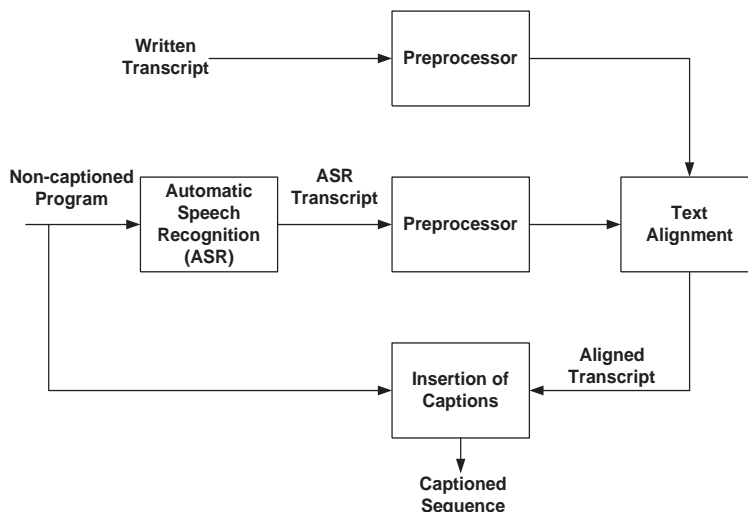 Written
Transcript
Preprocessor
Non-captioned
Program
Automatic
Speech
Recognition
(ASR)
ASR
Transcript
Preprocessor
Text
Alignment
Insertion of
Captions
Aligned
Transcript
Captioned
Sequence